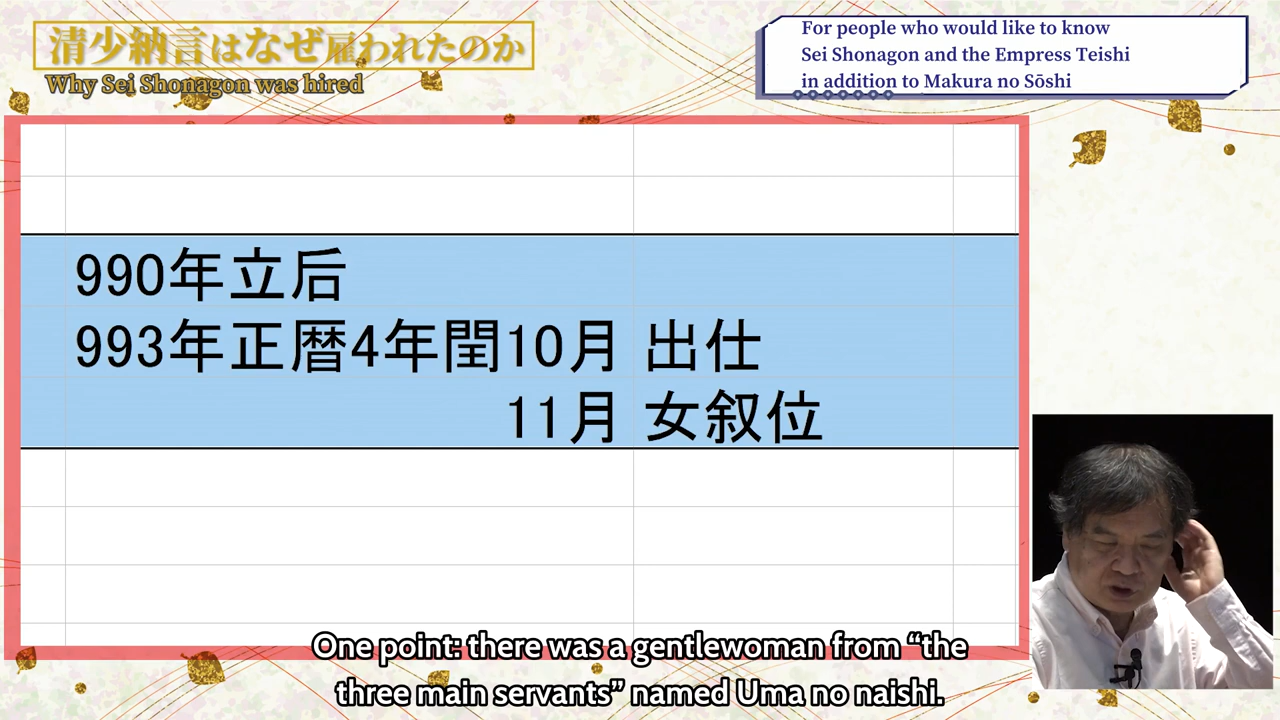 清少納言はなぜ雇われたのか
Why Sei Shonagon was hired
For people who would like to know
Sei Shonagon and the Empress Teishi
in addition to Makura no Sōshi
990年立后
993年正暦4年閏10月 出仕
11月 女叙位
One point: there was a gentlewoman from “the
three main servants” named Uma no naishi.